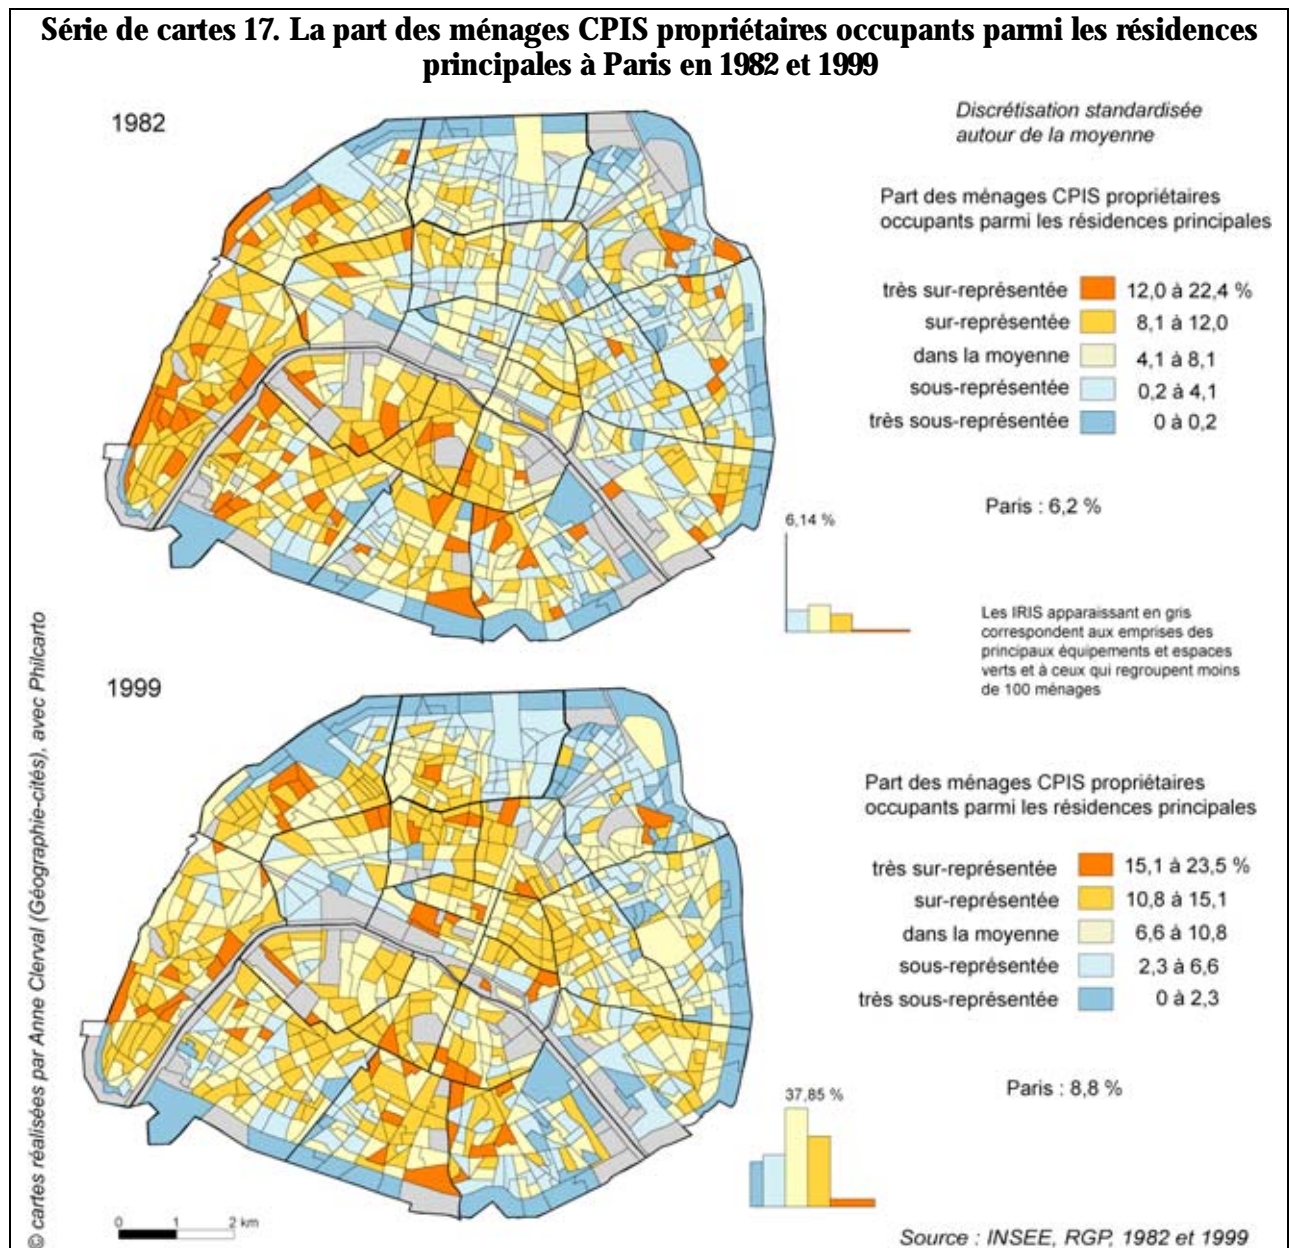 Série de cartes 17. La part des ménages CPIS propriétaires occupants parmi les résidences
principales à Paris en 1982 et 1999
1982
Discrétisation standardisée
autour de la moyenne
Part des ménages CPIS propriétaires
occupants parmi les résidences principales
très sur-représentée 12,0 à 22,4 %
sur-représentée 8,1 à 12,0
dans la moyenne 4,1 à 8,1
sous-représentée 0,2 à 4,1
très sous-représentée 0 à 0,2
Paris : 6,2 %
6,14 %
Les IRIS apparaissant en gris
correspondent aux emprises des
principaux équipements et espaces
verts et à ceux qui regroupent moins
de 100 ménages
1999
Part des ménages CPIS propriétaires
occupants parmi les résidences principales
très sur-représentée 15,1 à 23,5 %
sur-représentée 10,8 à 15,1
dans la moyenne 6,6 à 10,8
sous-représentée 2,3 à 6,6
très sous-représentée 0 à 2,3
Paris : 8,8 %
37,85 %
0 1 2 km
Source : INSEE, RGP, 1982 et 1999
© cartes réalisées par Anne Clerval (Géographie-cités), avec Philcarto